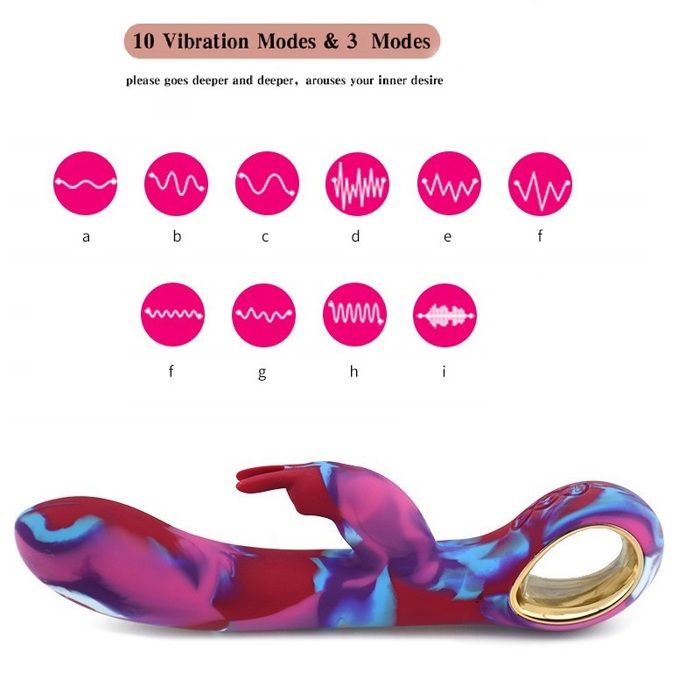 10 Vibration Modes & 3 Modes
please goes deeper and deeper, arouses your inner desire
a b c d e f
f g h i